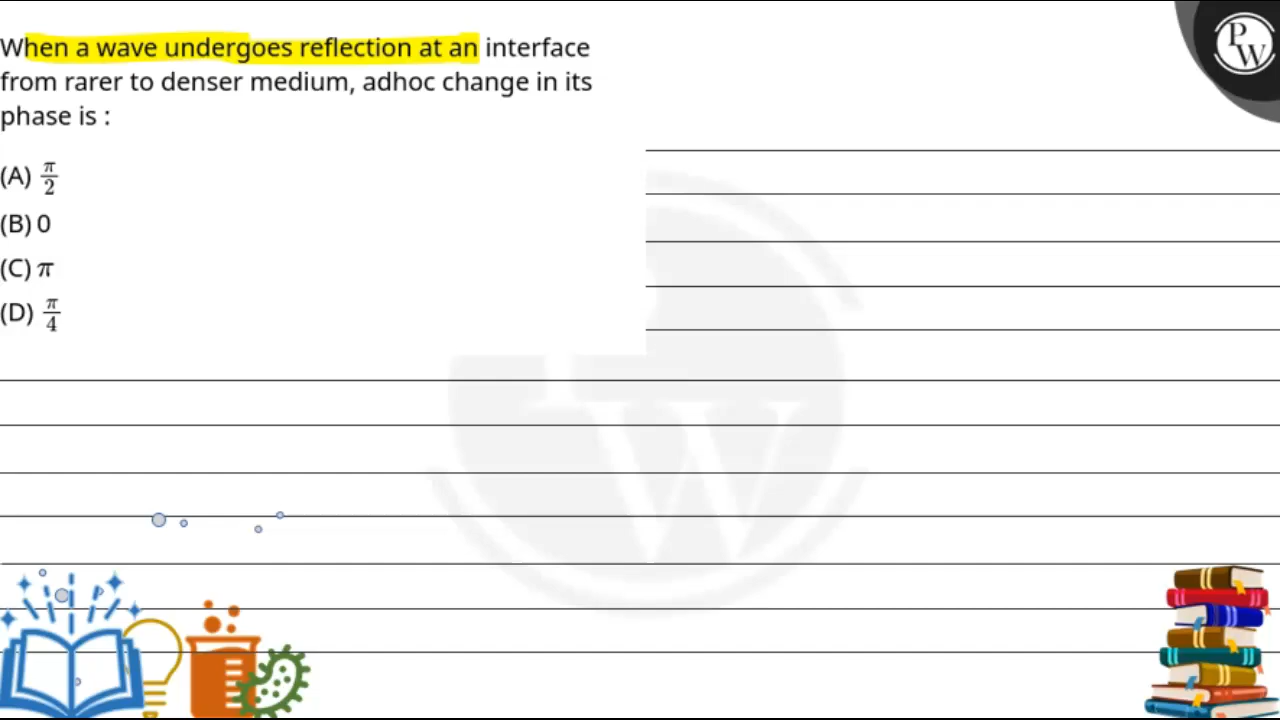 When a wave undergoes reflection at an interface
from rarer to denser medium, adhoc change in its
phase is :
(A) π/2
(B) 0
(C) π
(D) π/4
PW